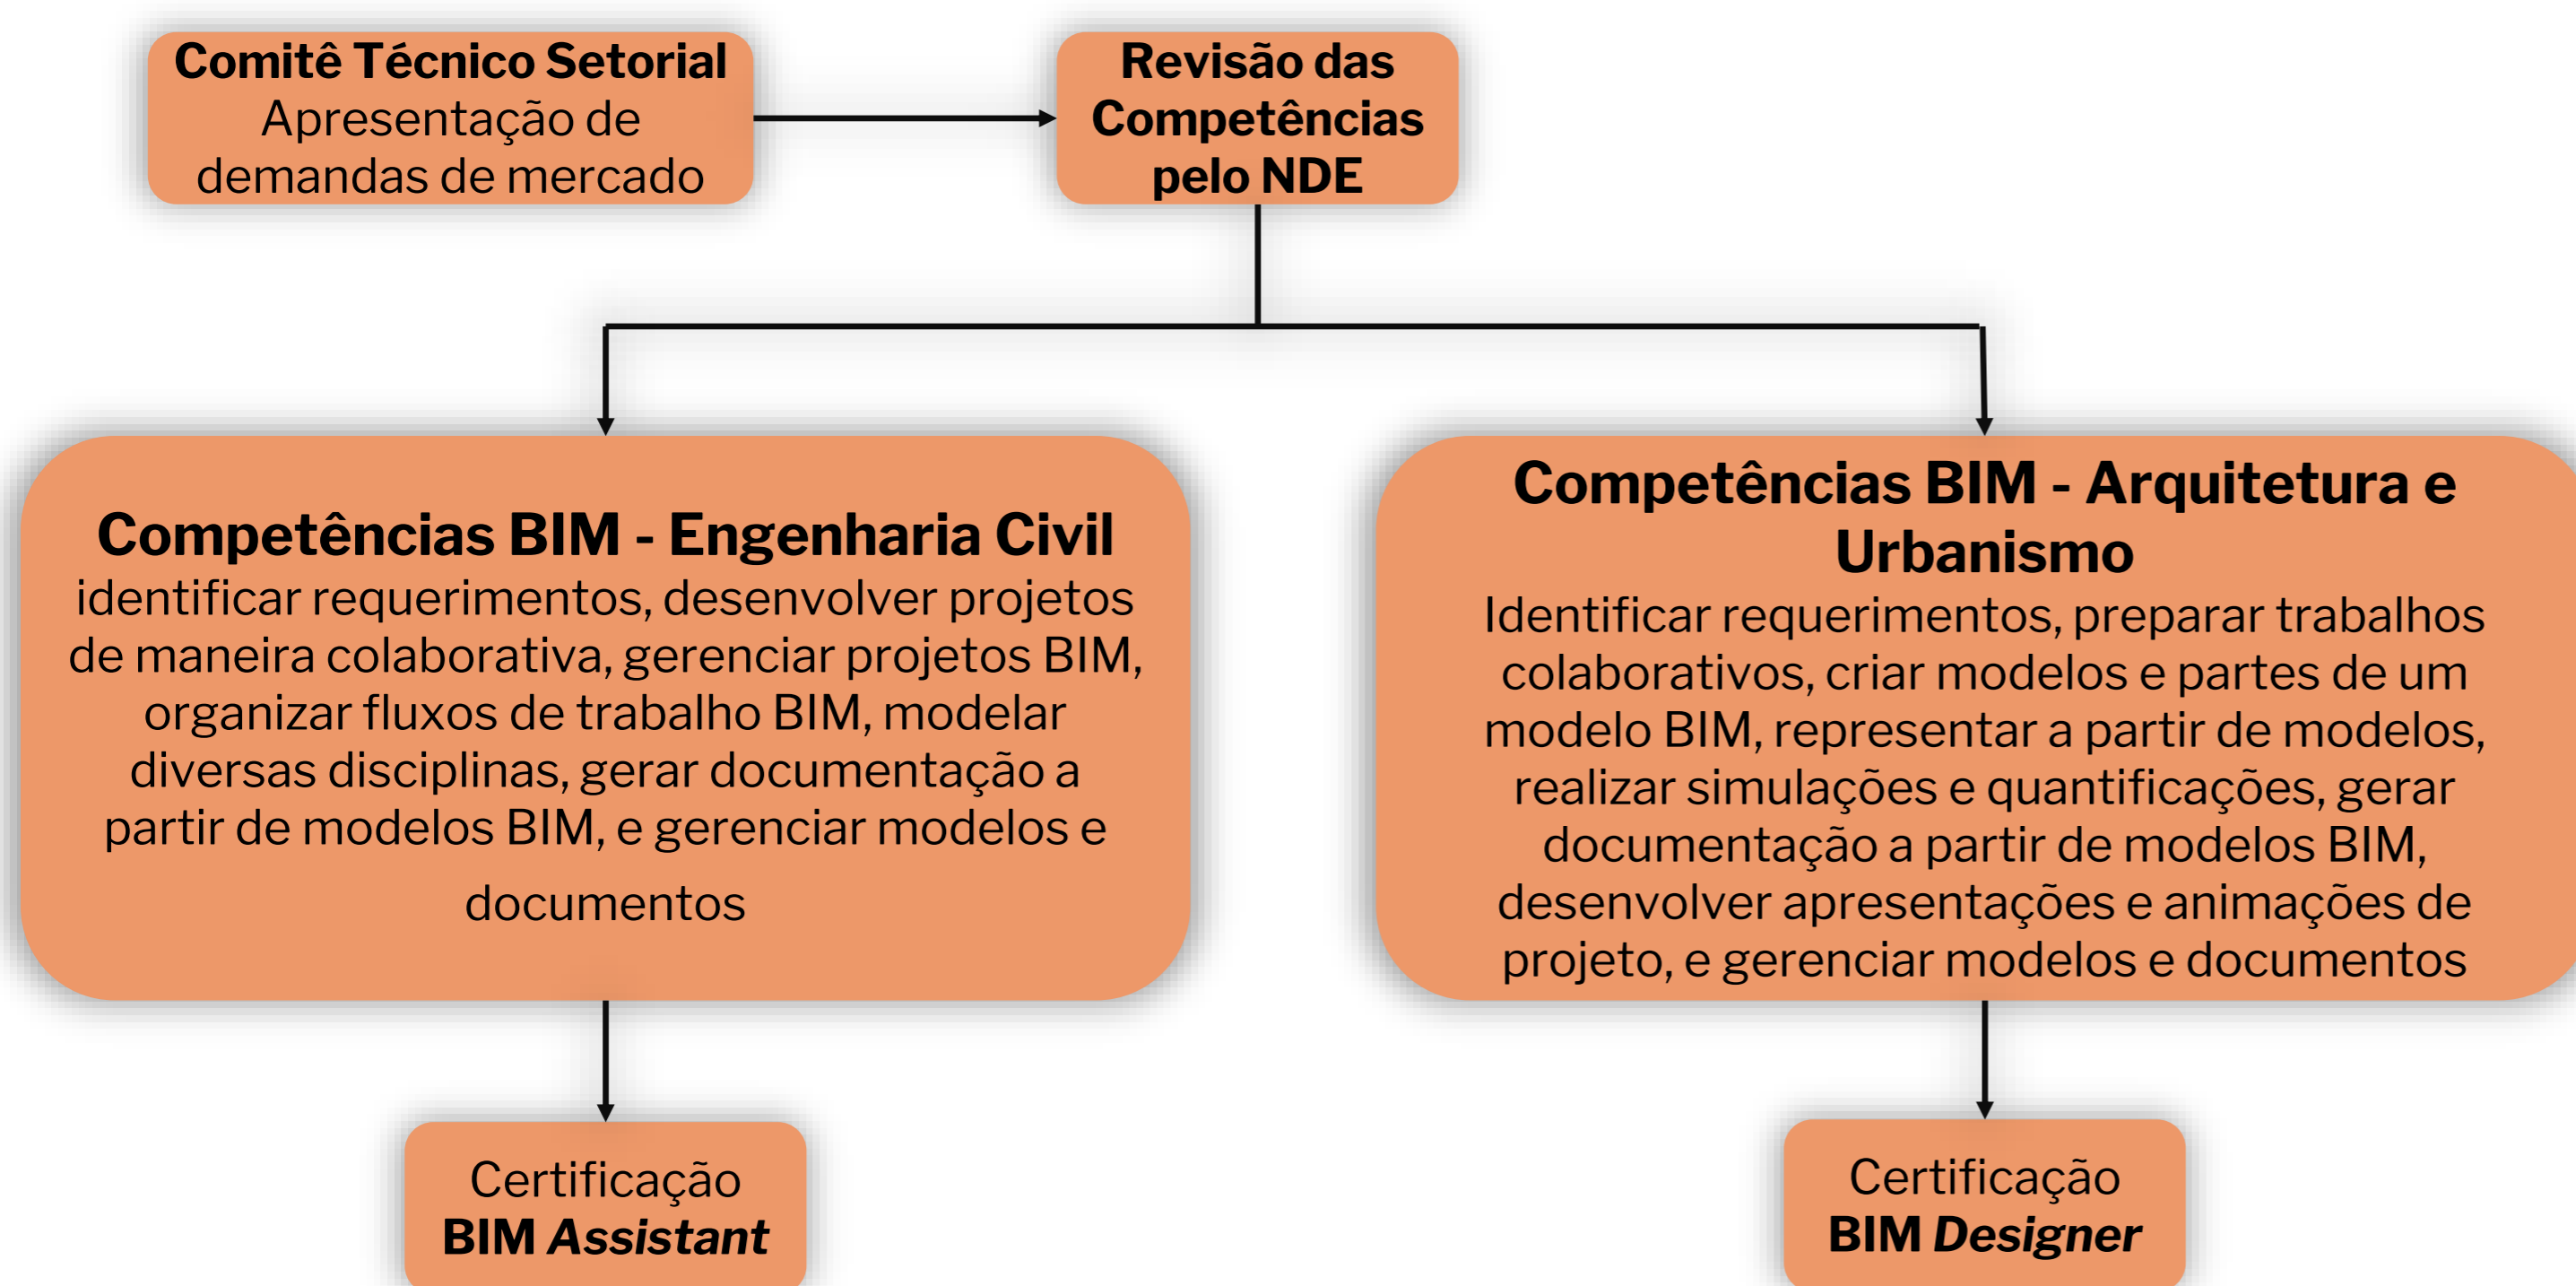 Comitê Técnico Setorial
Apresentação de
demandas de mercado
Revisão das
Competências
pelo NDE
Competências BIM - Engenharia Civil
identificar requerimentos, desenvolver projetos
de maneira colaborativa, gerenciar projetos BIM,
organizar fluxos de trabalho BIM, modelar
diversas disciplinas, gerar documentação a
partir de modelos BIM, e gerenciar modelos e
documentos
Competências BIM - Arquitetura e
Urbanismo
Identificar requerimentos, preparar trabalhos
colaborativos, criar modelos e partes de um
modelo BIM, representar a partir de modelos,
realizar simulações e quantificações, gerar
documentação a partir de modelos BIM,
desenvolver apresentações e animações de
projeto, e gerenciar modelos e documentos
Certificação
BIM Assistant
Certificação
BIM Designer